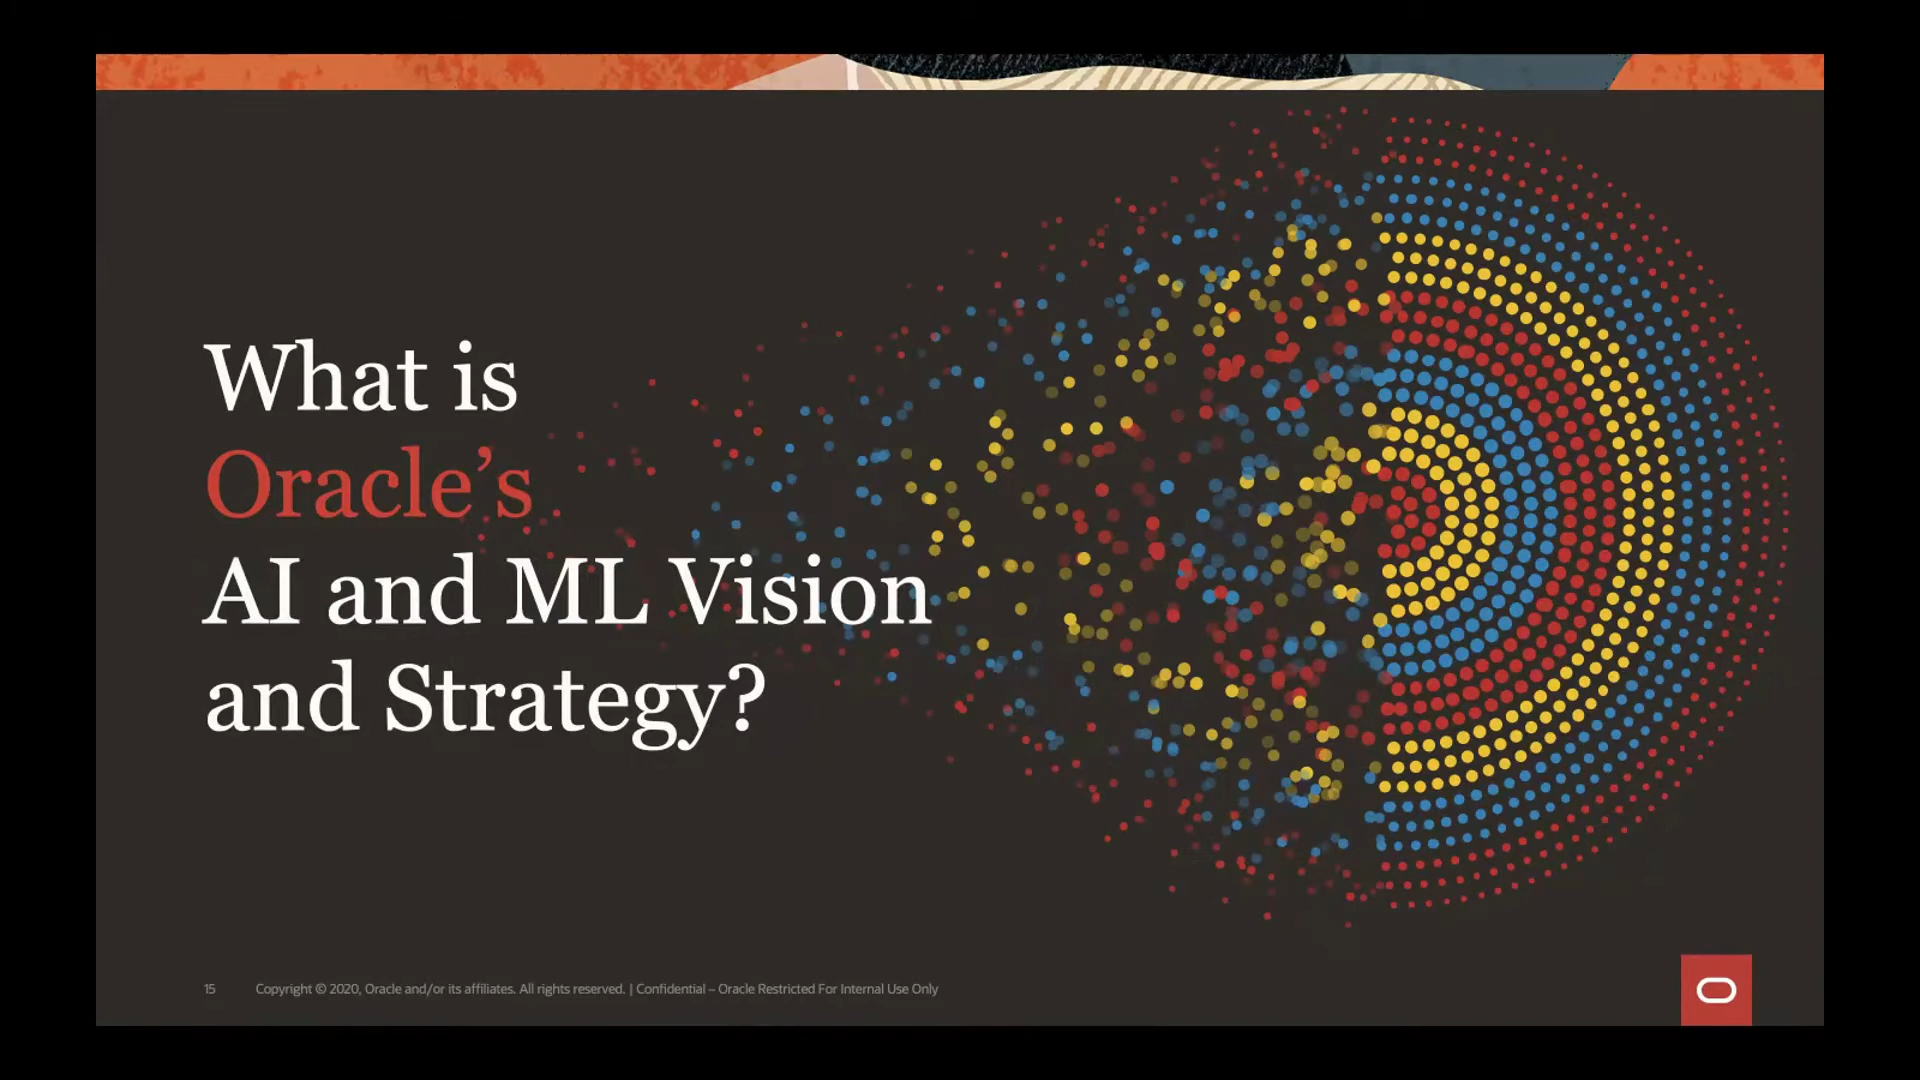 What is
Oracle’s
AI and ML Vision
and Strategy?
15 Copyright © 2020, Oracle and/or its affiliates. All rights reserved. | Confidential – Oracle Restricted For Internal Use Only